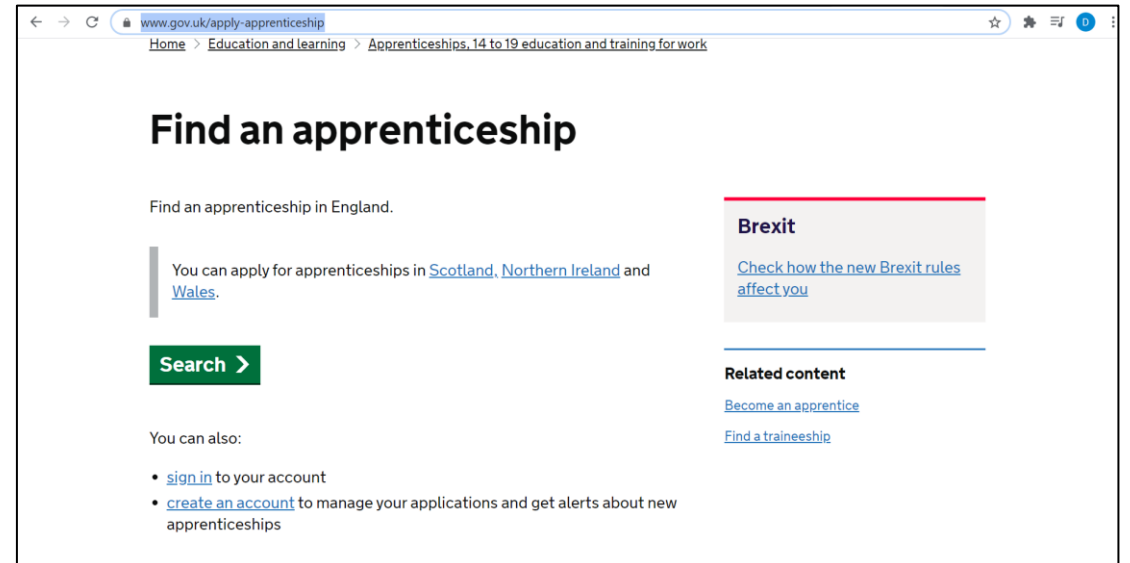 www.gov.uk/apply-apprenticeship
D
Home > Education and learning > Apprenticeships, 14 to 19 education and training for work
Find an apprenticeship
Find an apprenticeship in England.
You can apply for apprenticeships in Scotland, Northern Ireland and
Wales.
Search >
You can also:
• sign in to your account
• create an account to manage your applications and get alerts about new
apprenticeships
Brexit
Check how the new Brexit rules
affect you
Related content
Become an apprentice
Find a traineeship